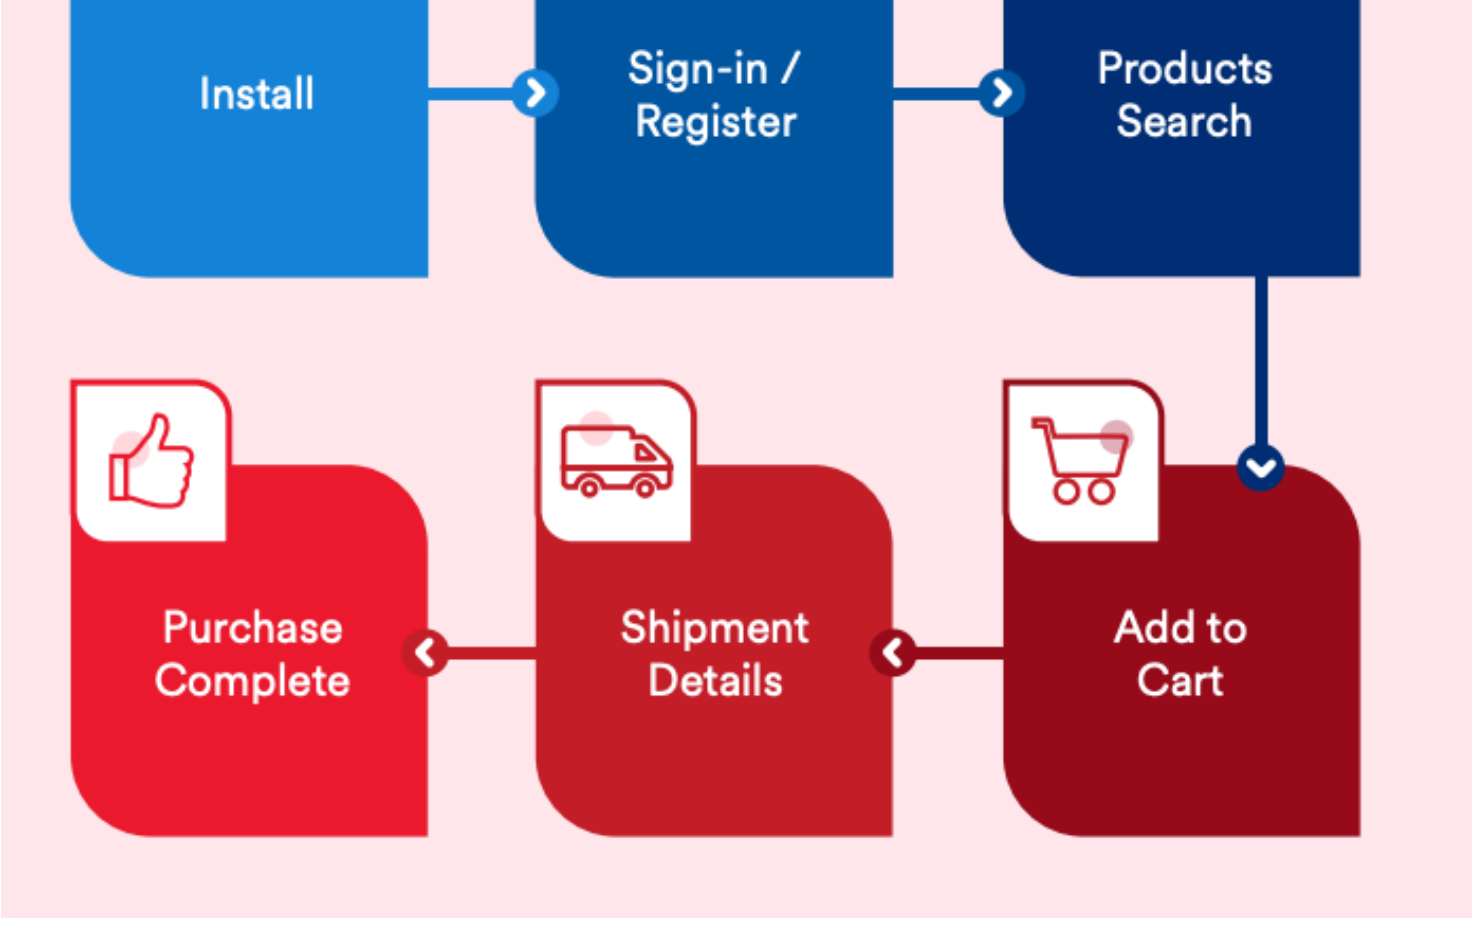 Install
Sign-in /
Register
Products
Search
Add to
Cart
Shipment
Details
Purchase
Complete